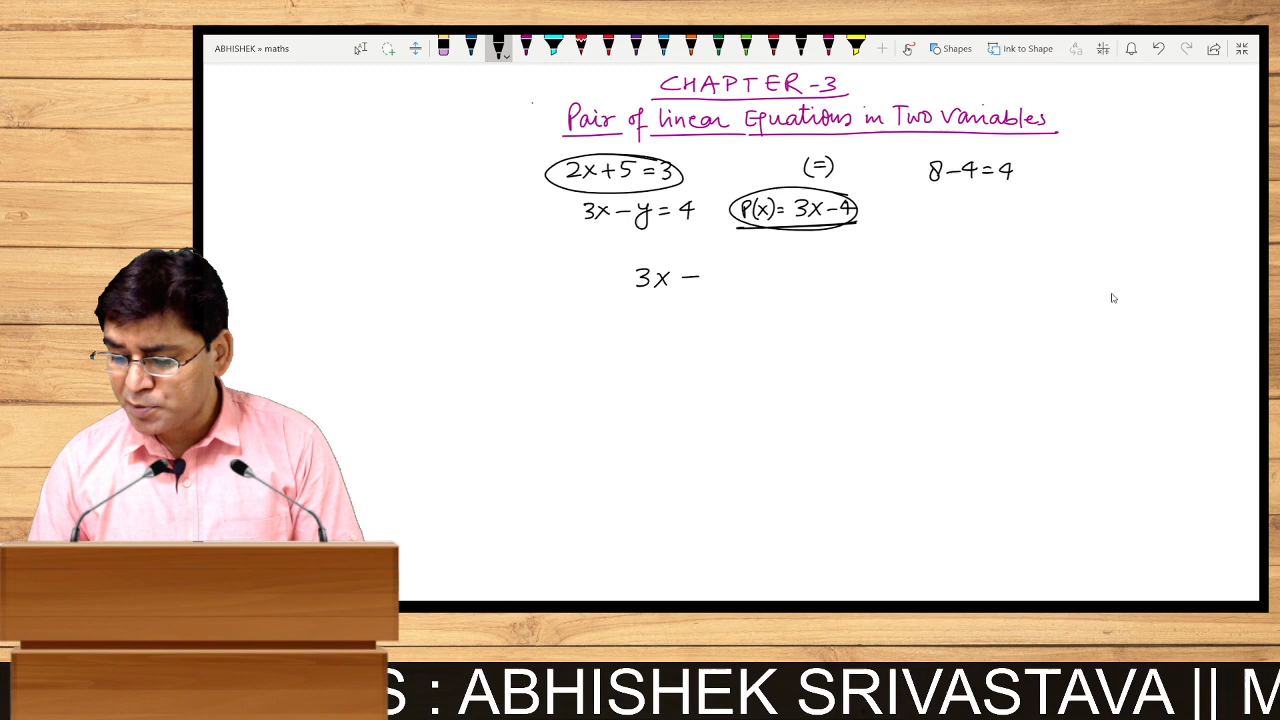 ABHISHEK » maths
Shapes
Ink to Shape
CHAPTER-3
Pair of linear Equations in Two variables
2x+5=3 (=) 8-4=4
3x-y=4 P(x)=3x-4
3x-
S : ABHISHEK SRIVASTAVA || M